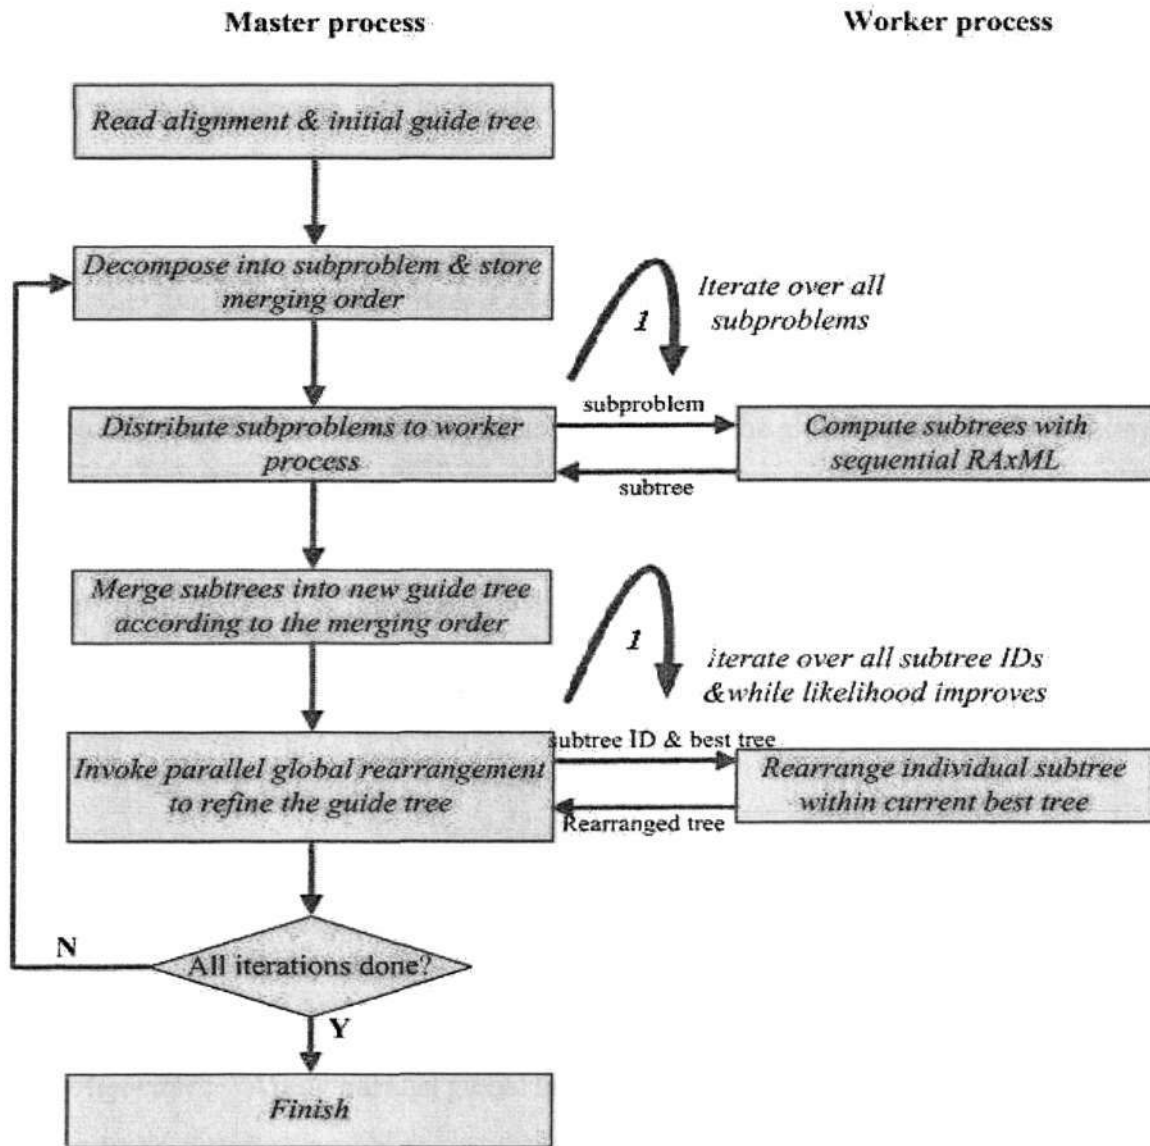 Master process
Worker process
Read alignment & initial guide tree
Decompose into subproblem & store
merging order
1
Iterate over all
subproblems
Distribute subproblems to worker
process
subproblem
subtree
Compute subtrees with
sequential RAxML
Merge subtrees into new guide tree
according to the merging order
1
Iterate over all subtree IDs
&while likelihood improves
Invoke parallel global rearrangement
to refine the guide tree
subtree ID & best tree
Rearranged tree
Rearrange individual subtree
within current best tree
All iterations done?
N
Y
Finish